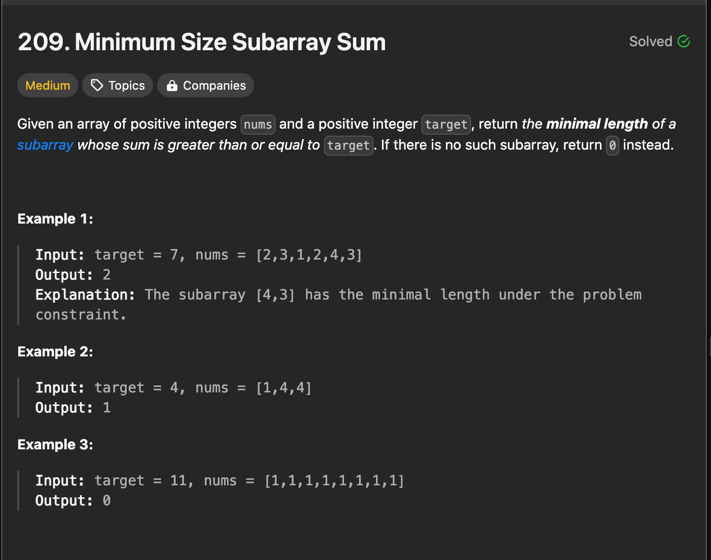 209. Minimum Size Subarray Sum
Solved
Medium Topics Companies
Given an array of positive integers nums and a positive integer target, return the minimal length of a
subarray whose sum is greater than or equal to target. If there is no such subarray, return 0 instead.
Example 1:
Input: target = 7, nums = [2,3,1,2,4,3]
Output: 2
Explanation: The subarray [4,3] has the minimal length under the problem
constraint.
Example 2:
Input: target = 4, nums = [1,4,4]
Output: 1
Example 3:
Input: target = 11, nums = [1,1,1,1,1,1,1,1]
Output: 0